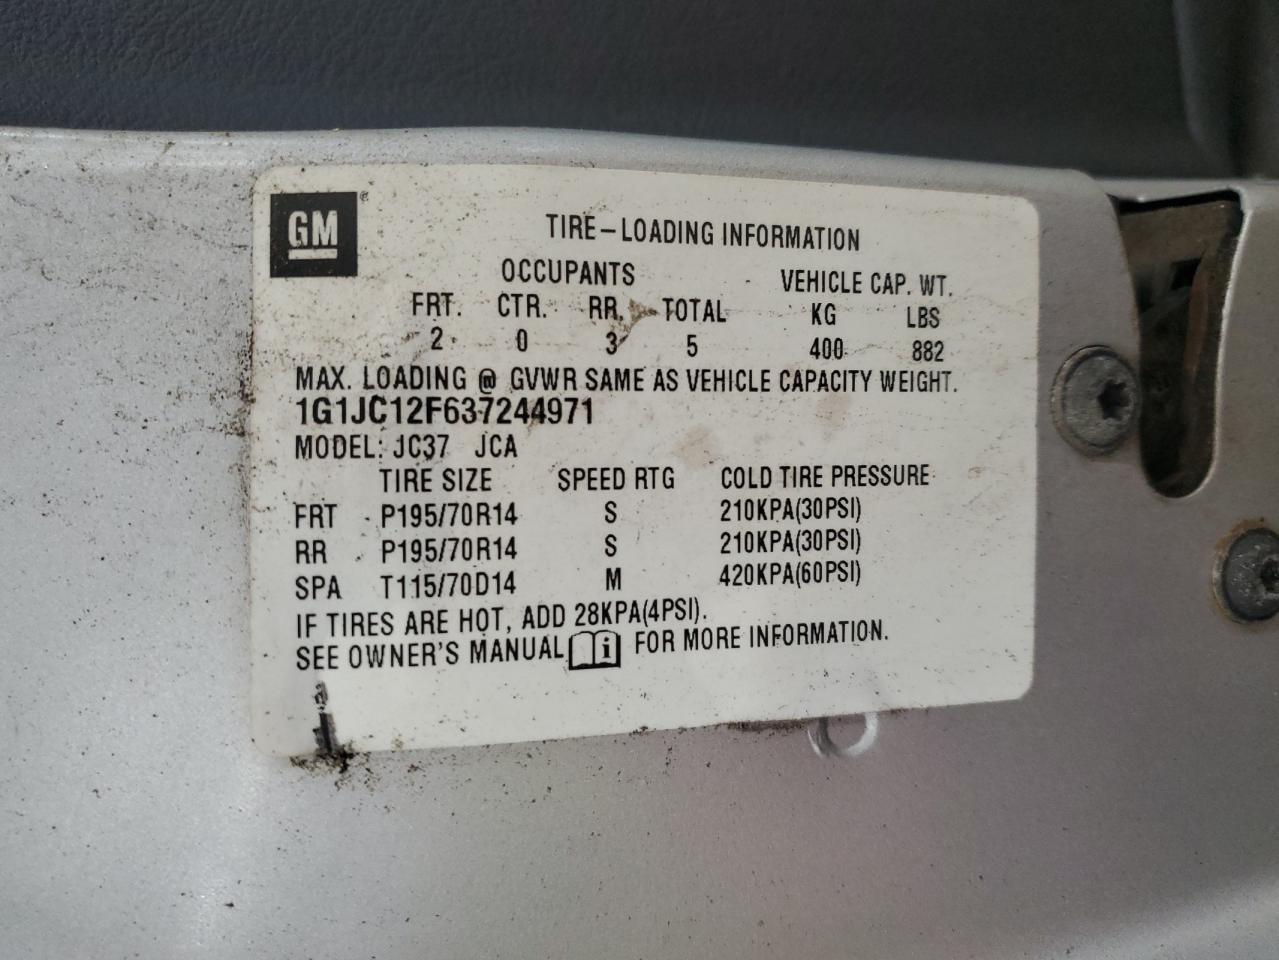 GM ®
TIRE-LOADING INFORMATION
OCCUPANTS VEHICLE CAP. WT.
FRT. CTR. RR. TOTAL KG LBS
2 0 3 5 400 882
MAX. LOADING @ GVWR SAME AS VEHICLE CAPACITY WEIGHT.
1G1JC12F637244971
MODEL: JC37 JCA
TIRE SIZE SPEED RTG COLD TIRE PRESSURE
FRT P195/70R14 S 210KPA(30PSI)
RR P195/70R14 S 210KPA(30PSI)
SPA T115/70D14 M 420KPA(60PSI)
IF TIRES ARE HOT, ADD 28KPA(4PSI).
SEE OWNER'S MANUAL i FOR MORE INFORMATION.